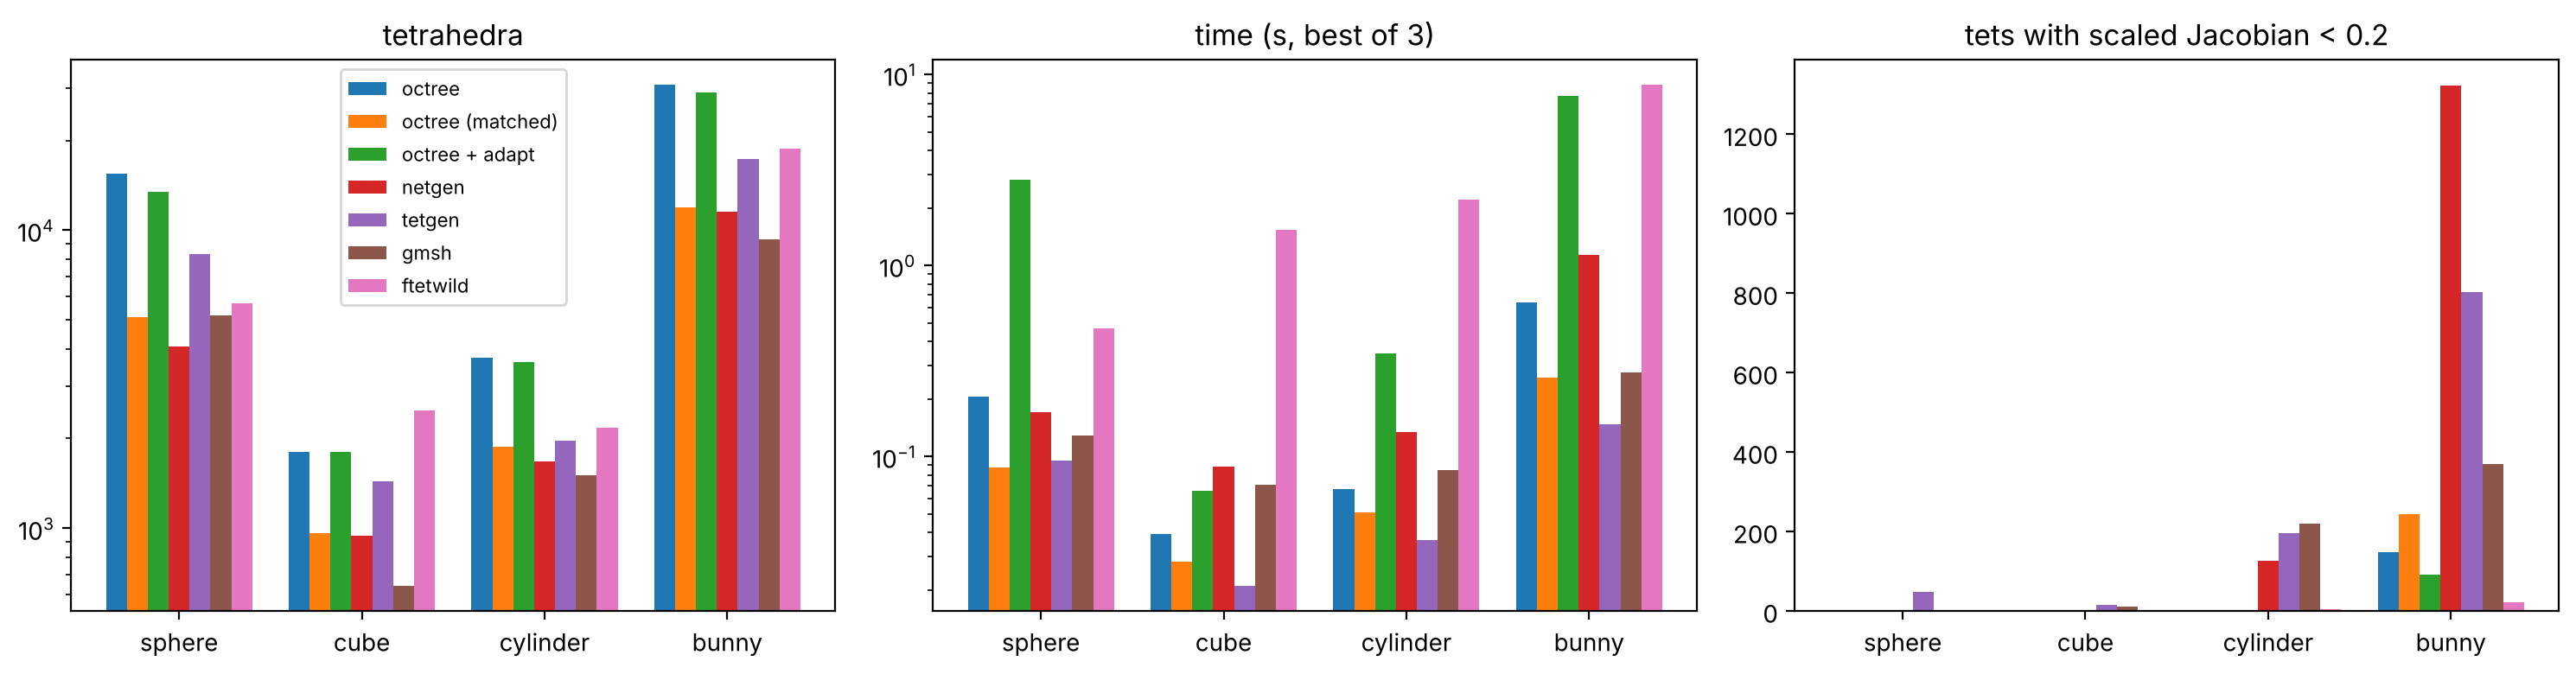 tetrahedra
octree
octree (matched)
octree + adapt
netgen
tetgen
gmsh
ftetwild
10⁴
10³
sphere cube cylinder bunny
time (s, best of 3)
10¹
10⁰
10⁻¹
sphere cube cylinder bunny
tets with scaled Jacobian < 0.2
1200
1000
800
600
400
200
0
sphere cube cylinder bunny